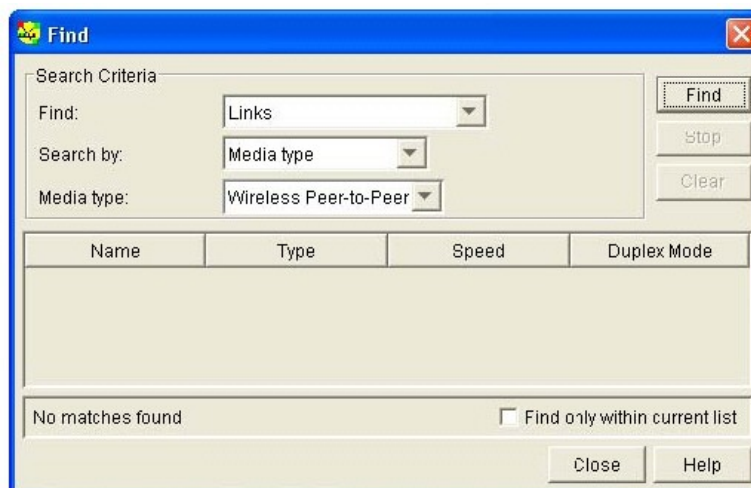 Find
Search Criteria
Find: Links
Search by: Media type
Media type: Wireless Peer-to-Peer
Find
Stop
Clear
Name Type Speed Duplex Mode
No matches found
Find only within current list
Close Help